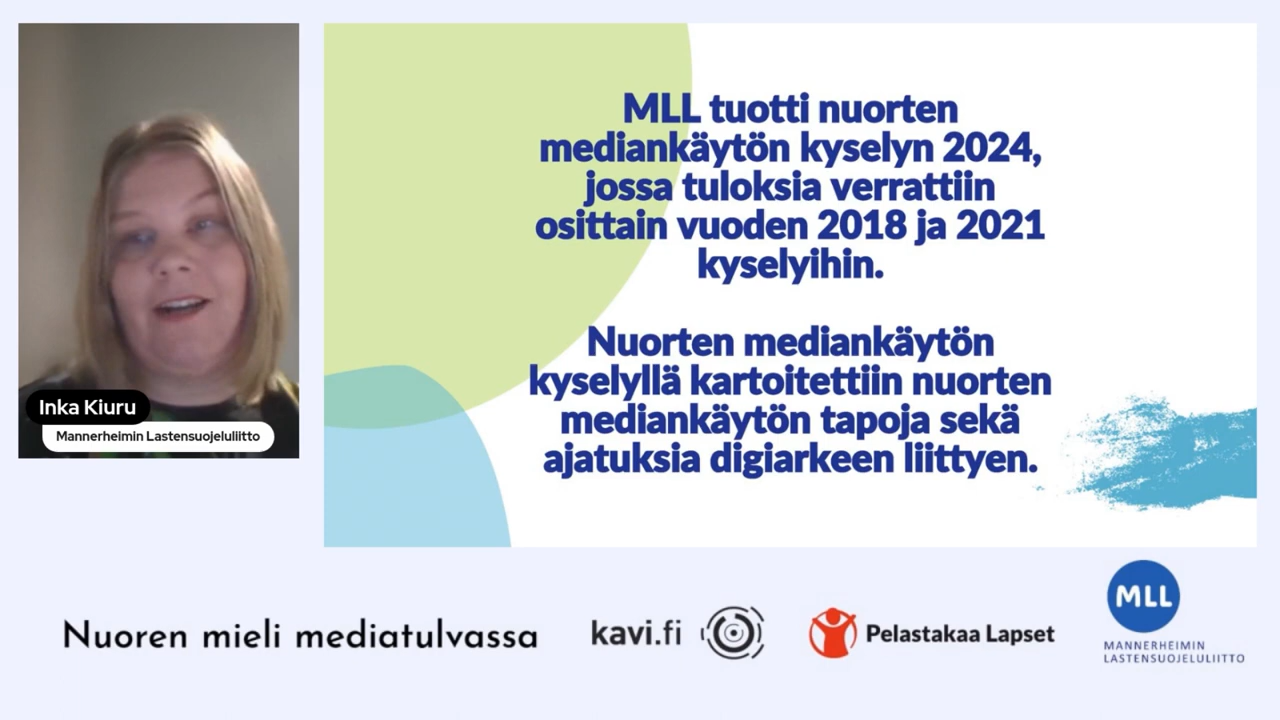 MLL tuotti nuorten
mediankäytön kyselyn 2024,
jossa tuloksia verrattiin
osittain vuoden 2018 ja 2021
kyselyihin.
Nuorten mediankäytön
kyselyllä kartoitettiin nuorten
mediankäytön tapoja sekä
ajatuksia digiarkeen liittyen.
Inka Kiuru
Mannerheimin Lastensuojeluliitto
Nuoren mieli mediatulvassa
kavi.fi
Pelastakaa Lapset
MLL
MANNERHEIMIN
LASTENSUOJELULIITTO